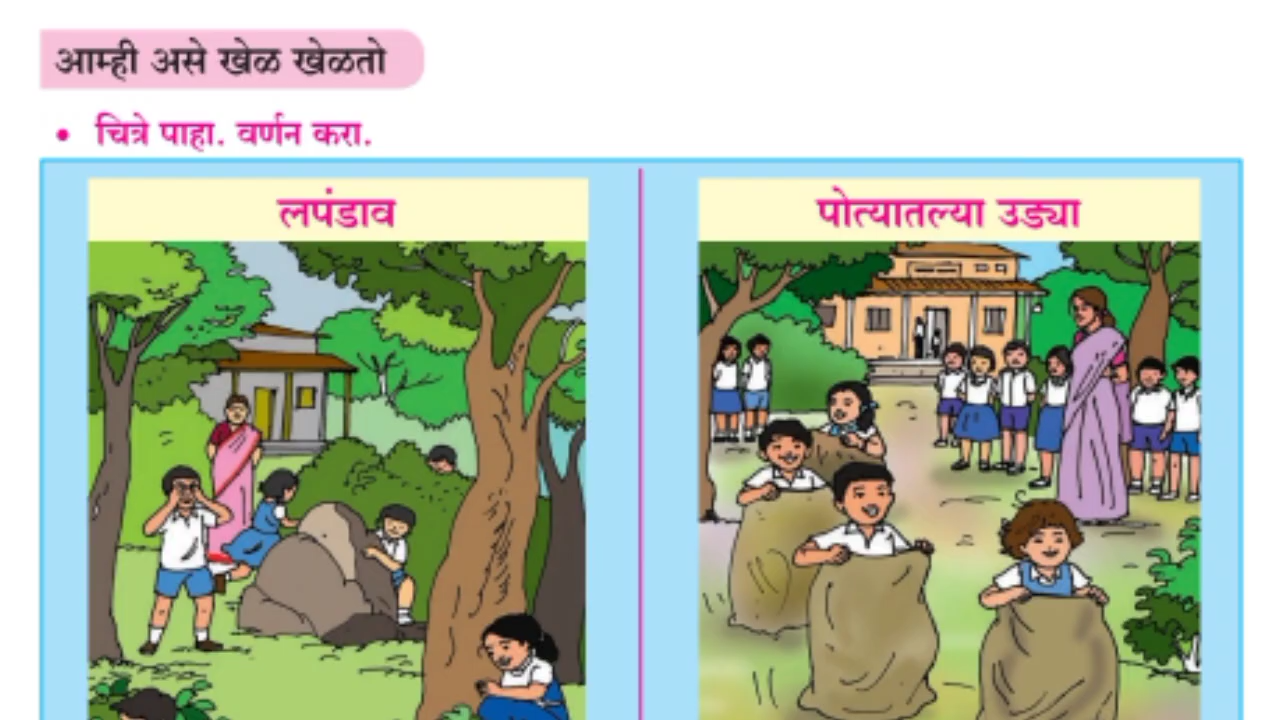 आम्ही असे खेळ खेळतो
• चित्रे पाहा. वर्णन करा.
लपंडाव
पोत्यातल्या उड्या